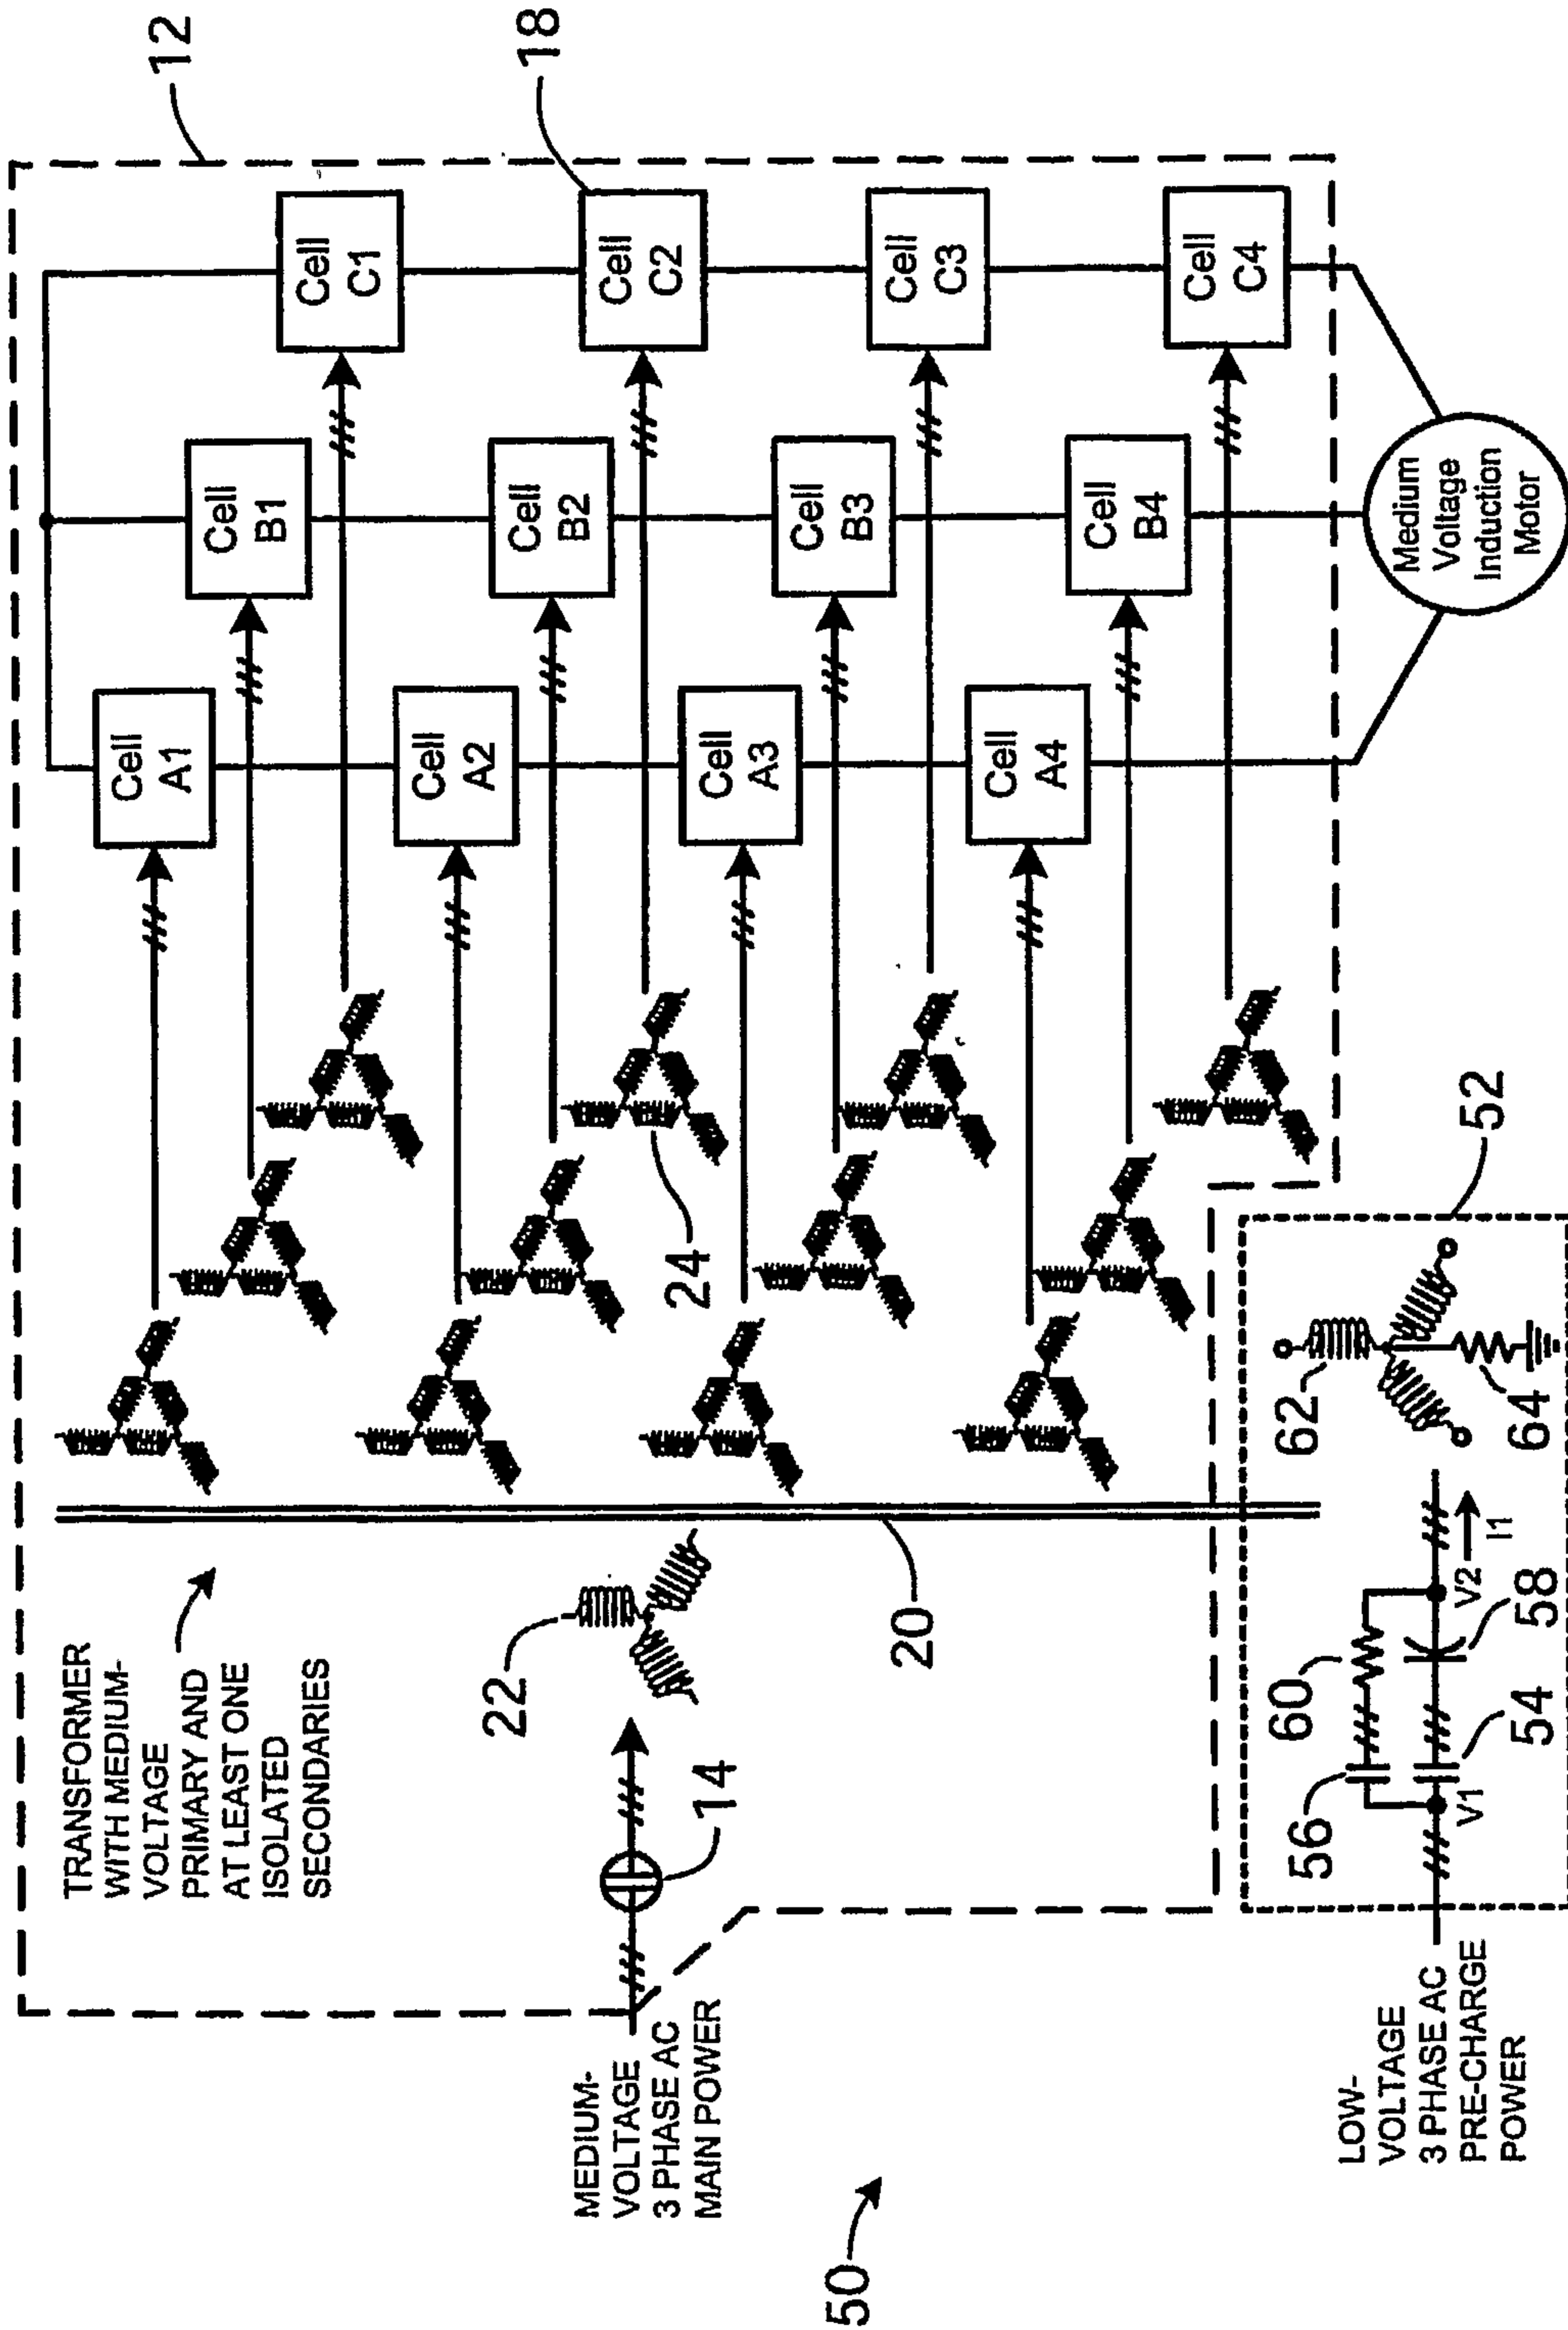 12
18
TRANSFORMER
WITH MEDIUM-
VOLTAGE
PRIMARY AND
AT LEAST ONE
ISOLATED
SECONDARIES
Cell
A1
Cell
B1
Cell
C1
Cell
A2
Cell
B2
Cell
C2
Cell
A3
Cell
B3
Cell
C3
Cell
A4
Cell
B4
Cell
C4
22
24
20
14
MEDIUM-
VOLTAGE
3 PHASE AC
MAIN POWER
50
Medium
Voltage
Induction
Motor
52
62
64
60
56
54
58
V1
V2
I1
LOW-
VOLTAGE
3 PHASE AC
PRE-CHARGE
POWER